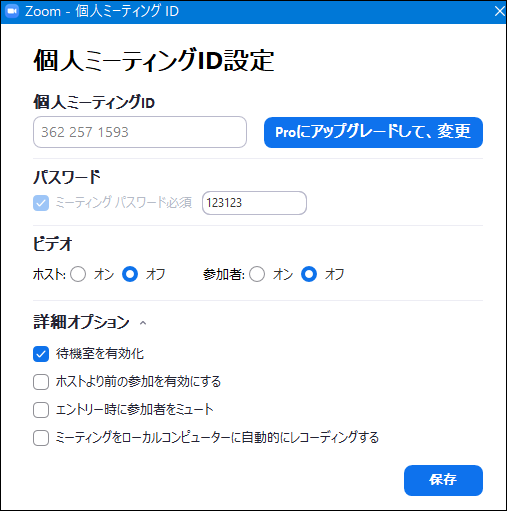 Zoom - 個人ミーティング ID
個人ミーティングID設定
個人ミーティングID
362 257 1593
Proにアップグレードして、変更
パスワード
ミーティング パスワード必須 123123
ビデオ
ホスト: オン オフ 参加者: オン オフ
詳細オプション
待機室を有効化
ホストより前の参加を有効にする
エントリー時に参加者をミュート
ミーティングをローカルコンピューターに自動的にレコーディングする
保存